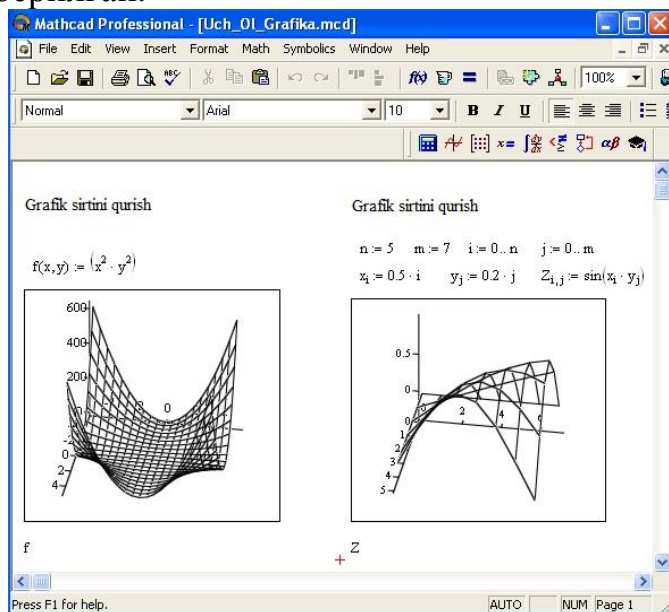 Mathcad Professional - [Uch_Ol_Grafika.mcd]
File Edit View Insert Format Math Symbolics Window Help
100%
Normal Arial 10 B I U
Grafik sirtini qurish
f(x,y) := (x² · y²)
600
400
200
0
0
2
4
f
Grafik sirtini qurish
n := 5 m := 7 i := 0.. n j := 0.. m
xᵢ := 0.5 · i yⱼ := 0.2 · j Zᵢ,ⱼ := sin(xᵢ · yⱼ)
0.5
0
2 4
0
1
2
3
4
5
Z
Press F1 for help. AUTO NUM Page 1